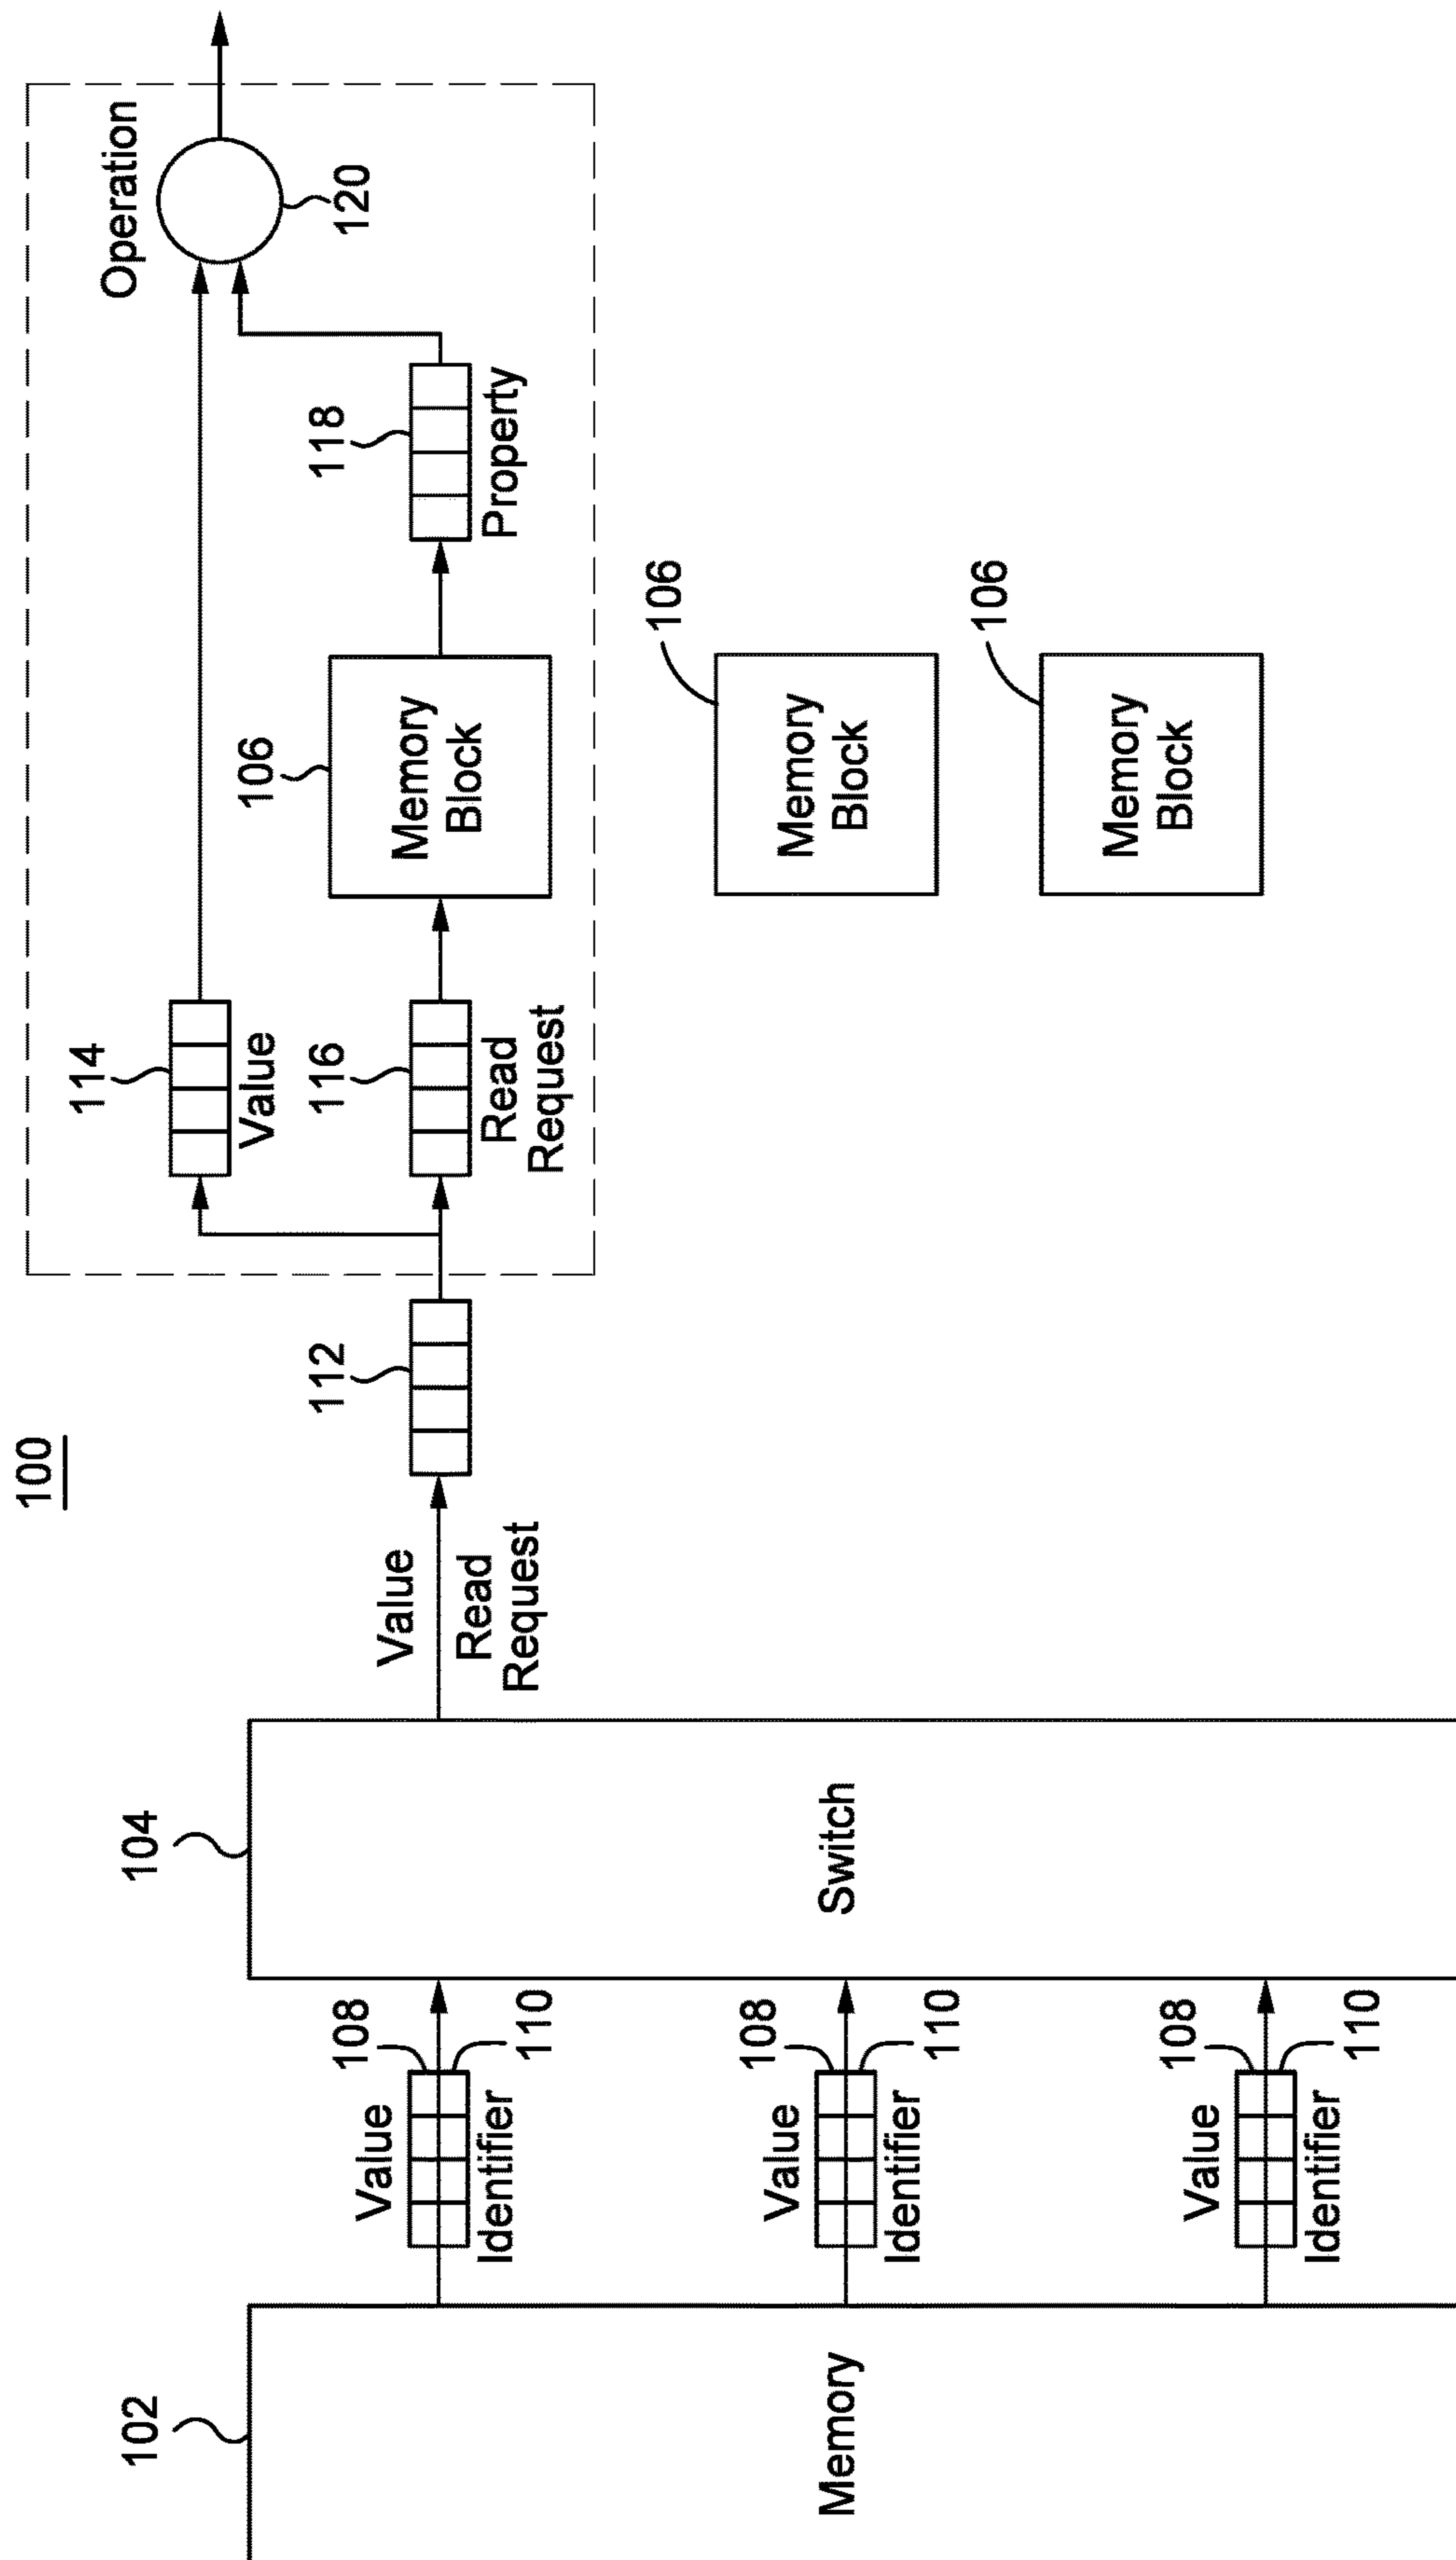 100
102
Memory
Value
108
Identifier
110
Value
108
Identifier
110
Value
108
Identifier
110
104
Switch
Value
Read
Request
112
114
Value
116
Read
Request
106
Memory
Block
118
Property
Operation
120
106
Memory
Block
106
Memory
Block